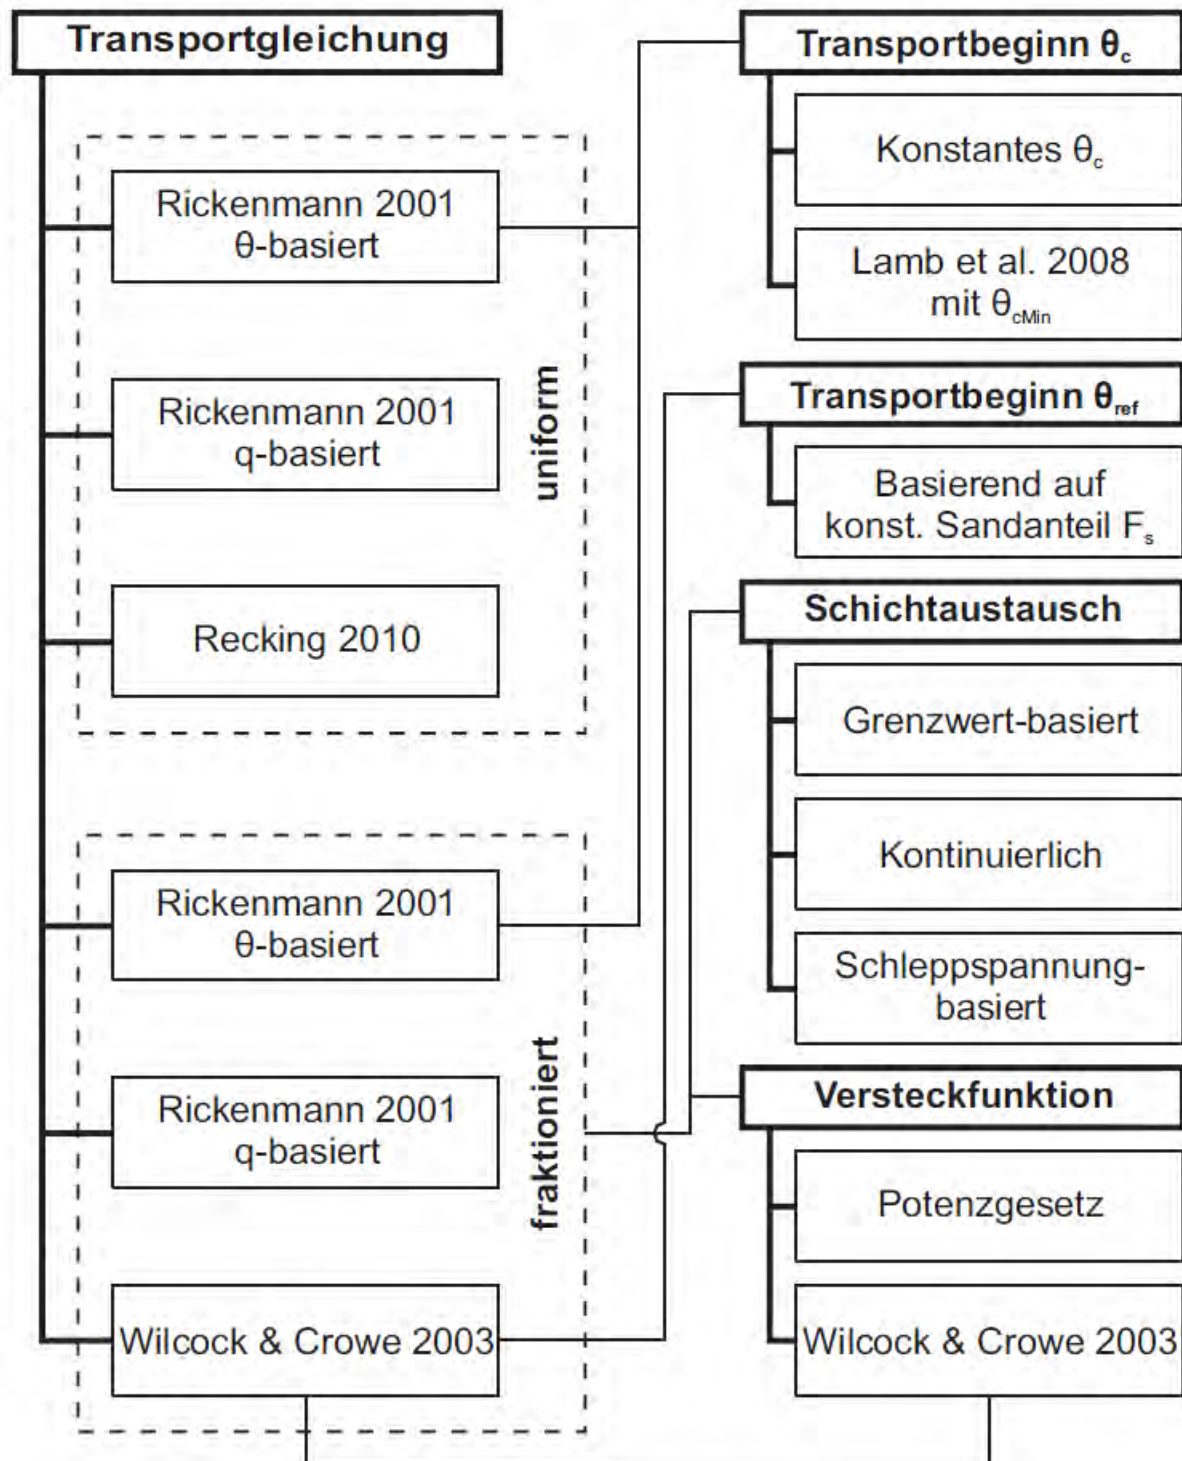 Transportgleichung
Rickenmann 2001
θ-basiert
Rickenmann 2001
q-basiert
Recking 2010
uniform
Rickenmann 2001
θ-basiert
Rickenmann 2001
q-basiert
Wilcock & Crowe 2003
fraktioniert
Transportbeginn θc
Konstantes θc
Lamb et al. 2008
mit θcMin
Transportbeginn θref
Basierend auf
konst. Sandanteil Fs
Schichtaustausch
Grenzwert-basiert
Kontinuierlich
Schleppspannung-
basiert
Versteckfunktion
Potenzgesetz
Wilcock & Crowe 2003